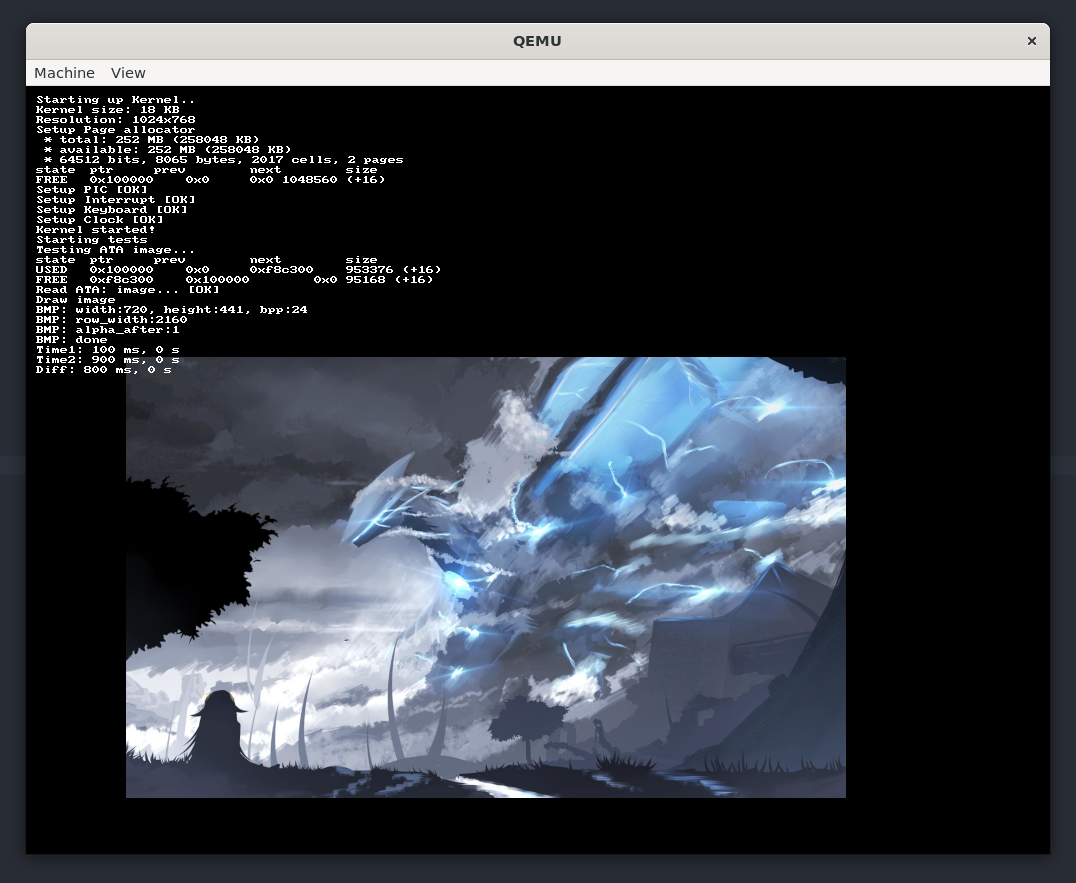 QEMU
Machine View
Starting up Kernel..
Kernel size: 18 KB
Resolution: 1024x768
Setup Page allocator
 * total: 252 MB (258048 KB)
 * available: 252 MB (258048 KB)
 * 64512 bits, 8065 bytes, 2017 cells, 2 pages
state  ptr     prev        next        size
FREE   0x100000    0x0     0x0 1048560 (+16)
Setup PIC [OK]
Setup Interrupt [OK]
Setup Keyboard [OK]
Setup Clock [OK]
Kernel started!
Starting tests
Testing ATA image...
state  ptr     prev        next        size
USED   0x100000    0x0     0xf8c300    953376 (+16)
FREE   0xf8c300    0x100000        0x0 95168 (+16)
Read ATA: image... [OK]
Draw image
BMP: width:720, height:441, bpp:24
BMP: row_width:2160
BMP: alpha_after:1
BMP: done
Time1: 100 ms, 0 s
Time2: 900 ms, 0 s
Diff: 800 ms, 0 s